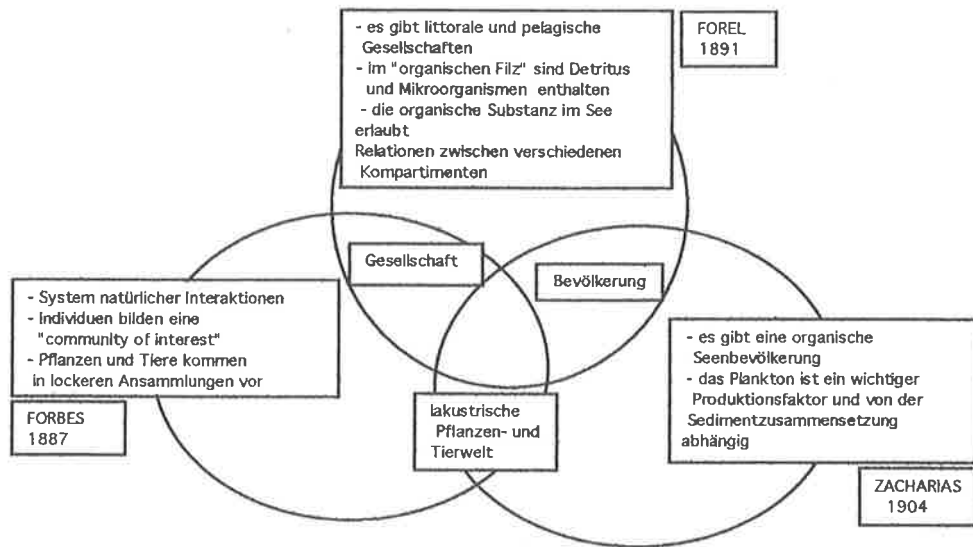 - es gibt littorale und pelagische
Gesellschaften
- im "organischen Filz" sind Detritus
und Mikroorganismen enthalten
- die organische Substanz im See
erlaubt
Relationen zwischen verschiedenen
Kompartimenten
FOREL
1891
Gesellschaft
Bevölkerung
- System natürlicher Interaktionen
- Individuen bilden eine
"community of interest"
- Pflanzen und Tiere kommen
in lockeren Ansammlungen vor
FORBES
1887
lakustrische
Pflanzen- und
Tierwelt
- es gibt eine organische
Seenbevölkerung
- das Plankton ist ein wichtiger
Produktionsfaktor und von der
Sedimentzusammensetzung
abhängig
ZACHARIAS
1904